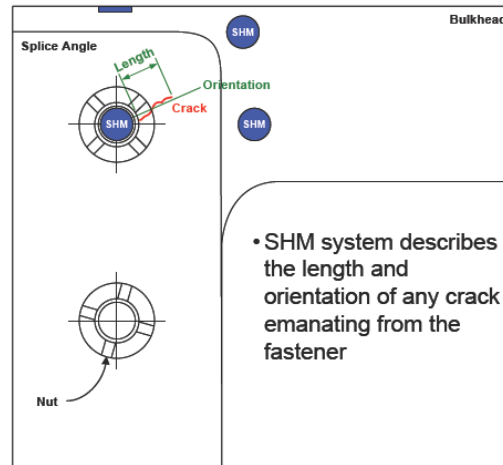 Bulkhead
SHM
Splice Angle
Length
Orientation
Crack
SHM
SHM
• SHM system describes
the length and
orientation of any crack
emanating from the
fastener
Nut